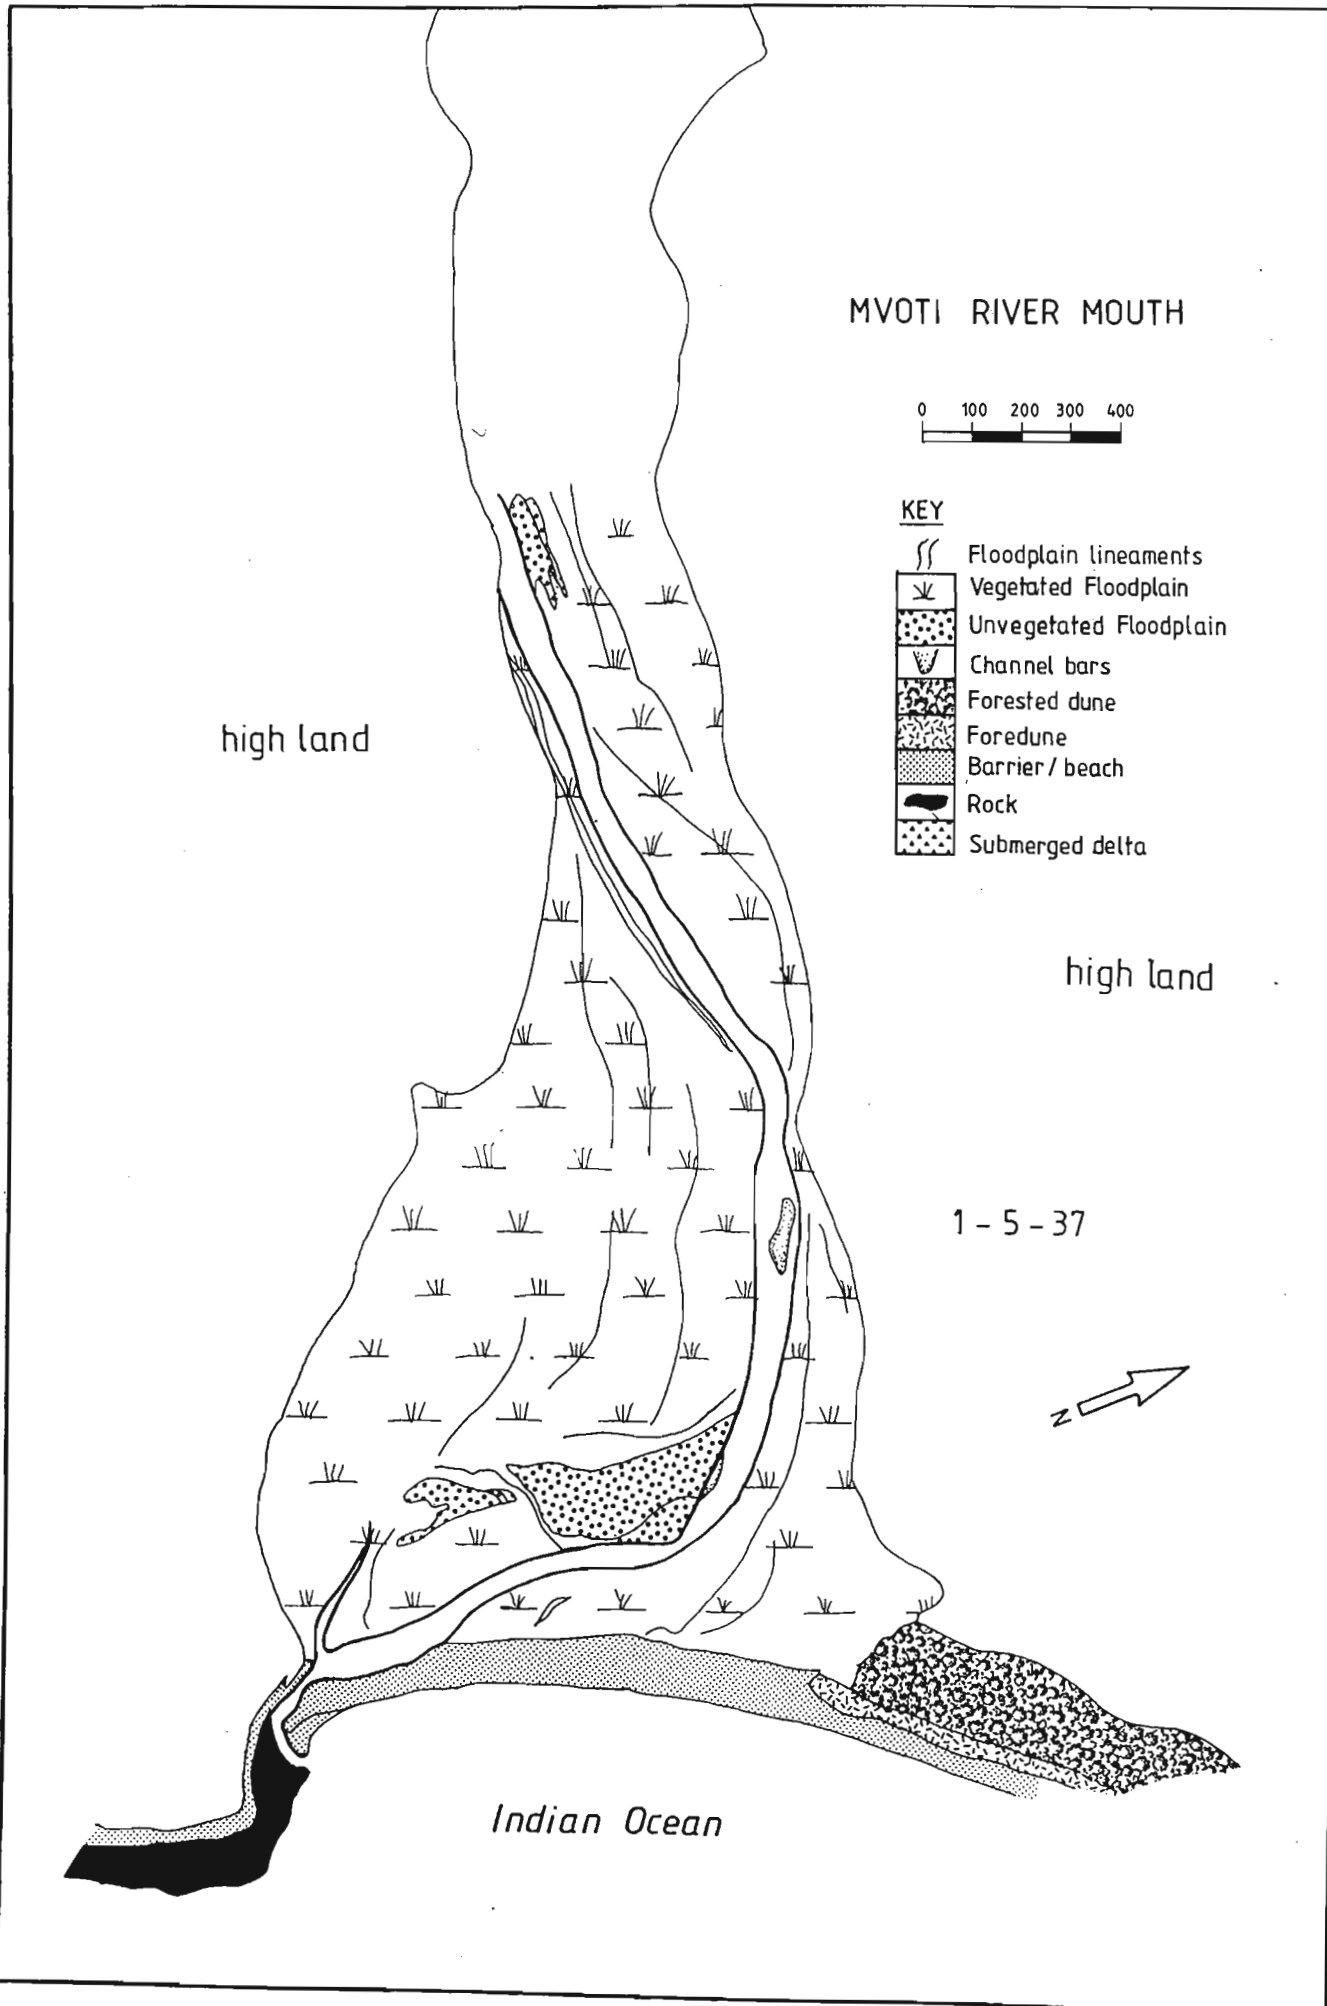 MVOTI RIVER MOUTH
0 100 200 300 400
KEY
Floodplain lineaments
Vegetated Floodplain
Unvegetated Floodplain
Channel bars
Forested dune
Foredune
Barrier/beach
Rock
Submerged delta
high land
high land
1-5-37
N
Indian Ocean